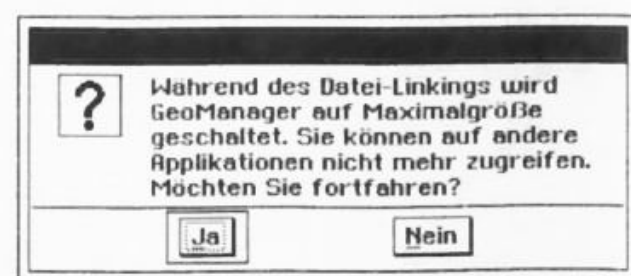 ?
Während des Datei-Linkings wird
GeoManager auf Maximalgröße
geschaltet. Sie können auf andere
Applikationen nicht mehr zugreifen.
Möchten Sie fortfahren?
Ja Nein